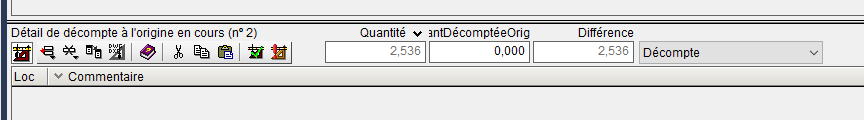 Détail de décompte à l'origine en cours (nº 2) Quantité antDécomptéeOrig Différence
2,536 0,000 2,536 Décompte
Loc Commentaire